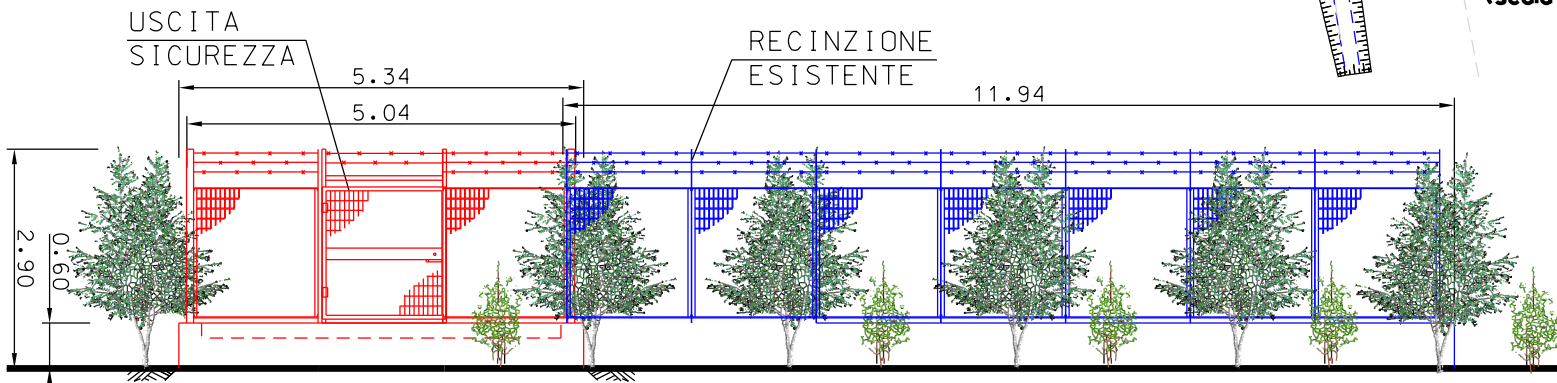 USCITA
SICUREZZA
RECINZIONE
ESISTENTE
5.34
5.04
11.94
2.90
0.60